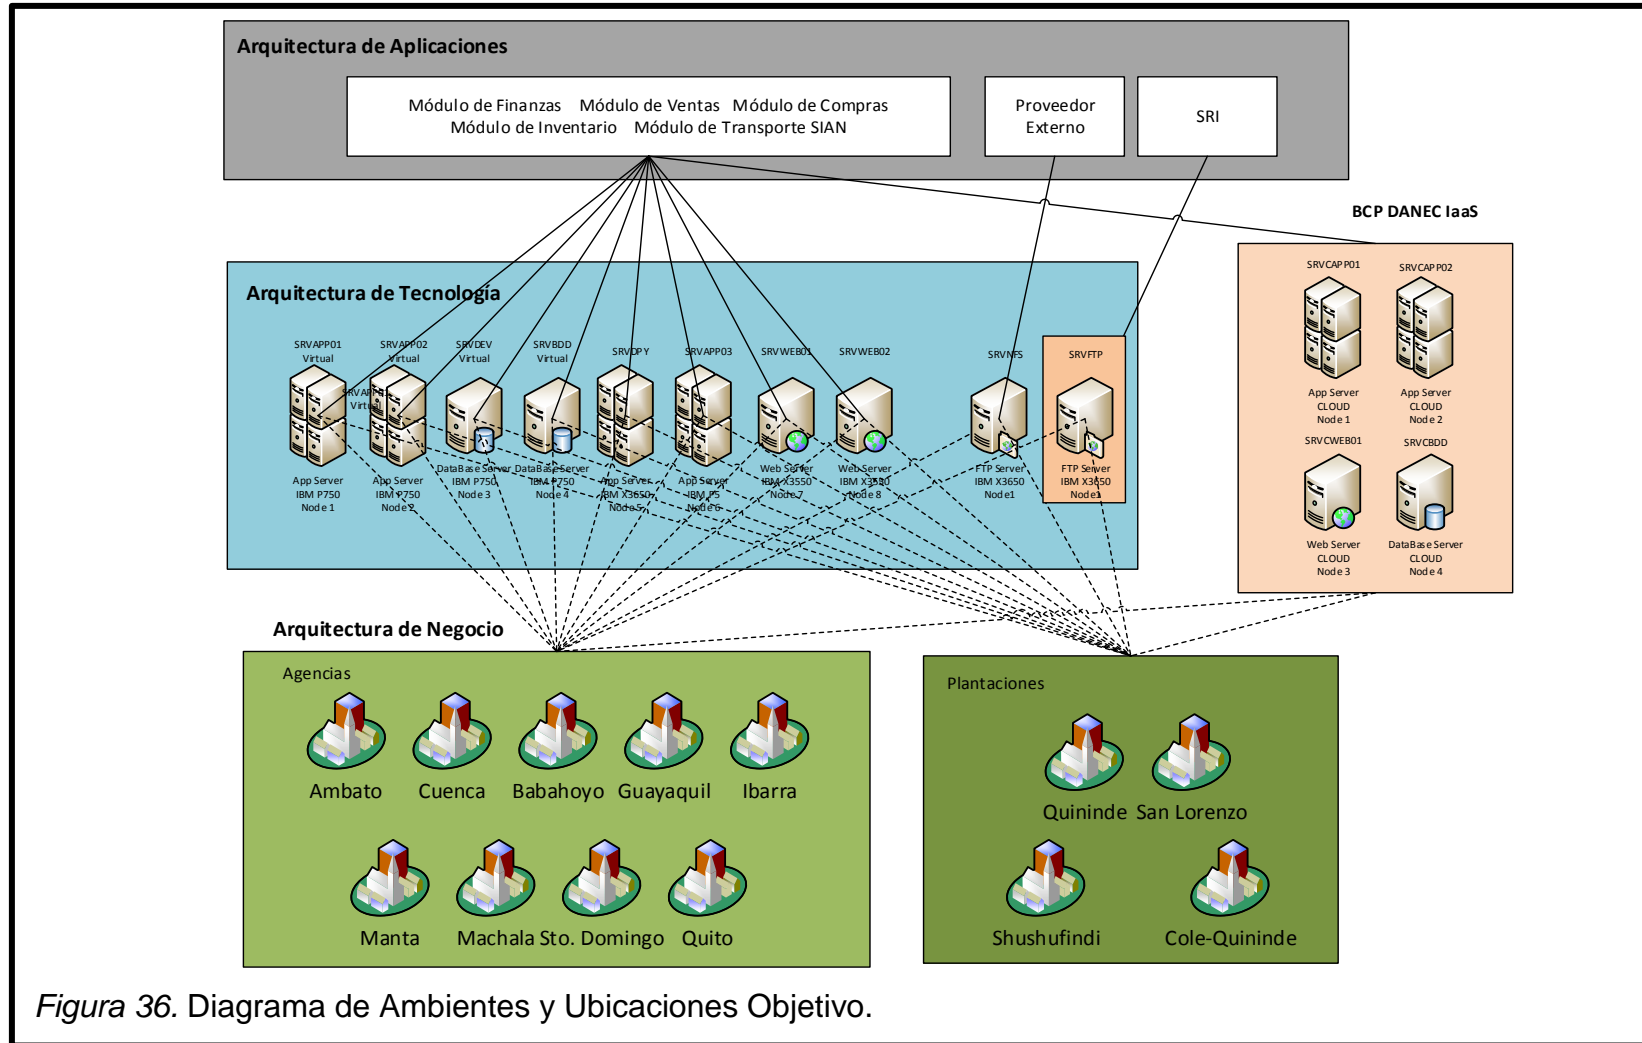 Arquitectura de Aplicaciones
Módulo de Finanzas Módulo de Ventas Módulo de Compras
Módulo de Inventario Módulo de Transporte SIAN
Proveedor
Externo
SRI
BCP DANEC IaaS
Arquitectura de Tecnología
SRVAPP01
Virtual
SRVAPP02
Virtual
SRVDEV
Virtual
SRVBDD
Virtual
SRVDPY
SRVAPP03
SRVWEB01
SRVWEB02
SRVNFS
SRVFTP
SRVAPP01
Virtual
App Server
IBM P750
Node 1
App Server
IBM P750
Node 2
DataBase Server
IBM P750
Node 3
DataBase Server
IBM P750
Node 4
App Server
IBM X3650
Node 5
App Server
IBM P5
Node 6
Web Server
IBM X3550
Node 7
Web Server
IBM X3550
Node 8
FTP Server
IBM X3650
Node1
FTP Server
IBM X3650
Node1
SRVCAPP01
SRVCAPP02
App Server
CLOUD
Node 1
App Server
CLOUD
Node 2
SRVCWEB01
SRVCBDD
Web Server
CLOUD
Node 3
DataBase Server
CLOUD
Node 4
Arquitectura de Negocio
Agencias
Ambato Cuenca Babahoyo Guayaquil Ibarra
Manta Machala Sto. Domingo Quito
Plantaciones
Quininde San Lorenzo
Shushufindi Cole-Quininde
Figura 36. Diagrama de Ambientes y Ubicaciones Objetivo.